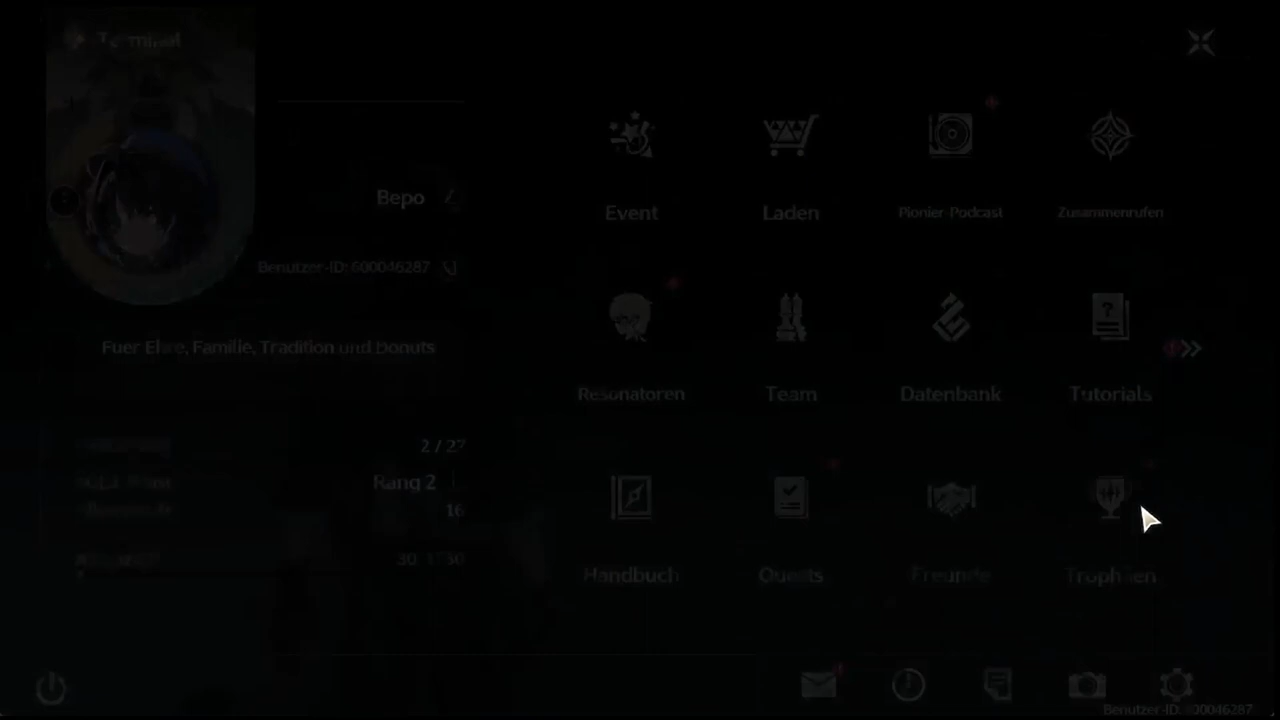 Terminal
Bepo
Benutzer-ID: 600046287
Fuer Ehre, Familie, Tradition und Donuts
2 / 27
Rang 2
16
Event
Laden
Pionier-Podcast
Zusammenrufen
Resonatoren
Team
Datenbank
Tutorials
Handbuch
Quests
Freunde
Trophäen
Benutzer-ID: 600046287